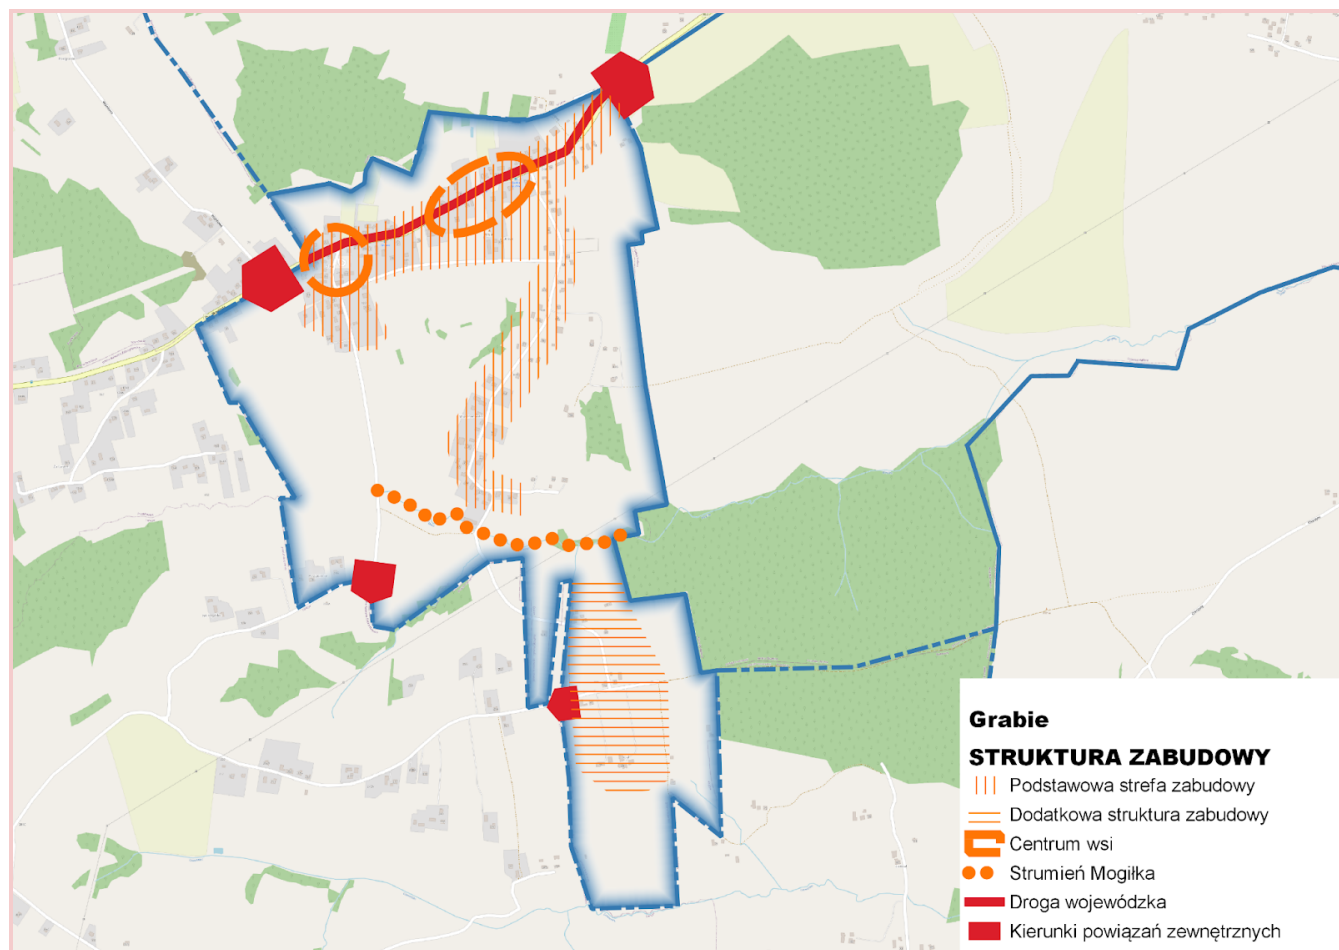 Grabie
STRUKTURA ZABUDOWY
Podstawowa strefa zabudowy
Dodatkowa struktura zabudowy
Centrum wsi
Strumień Mogiłka
Droga wojewódzka
Kierunki powiązań zewnętrznych